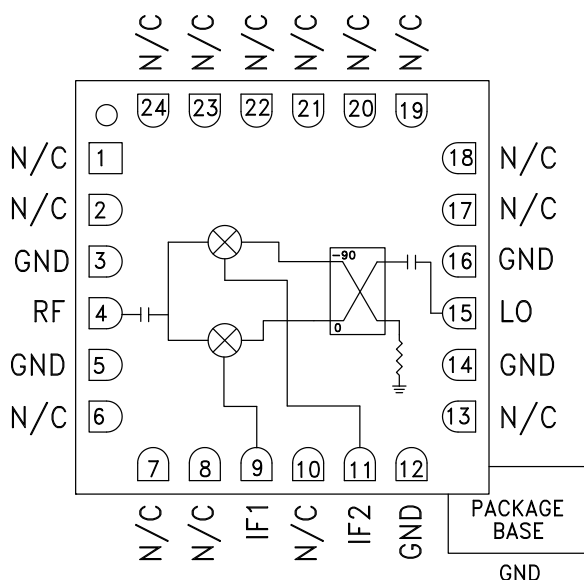 N/C N/C N/C N/C N/C N/C
24 23 22 21 20 19
N/C 1 18 N/C
N/C 2 17 N/C
GND 3 16 GND
-90
RF 4 15 LO
0
GND 5 14 GND
N/C 6 13 N/C
7 8 9 10 11 12
N/C N/C IF1 N/C IF2 GND
PACKAGE
BASE
GND